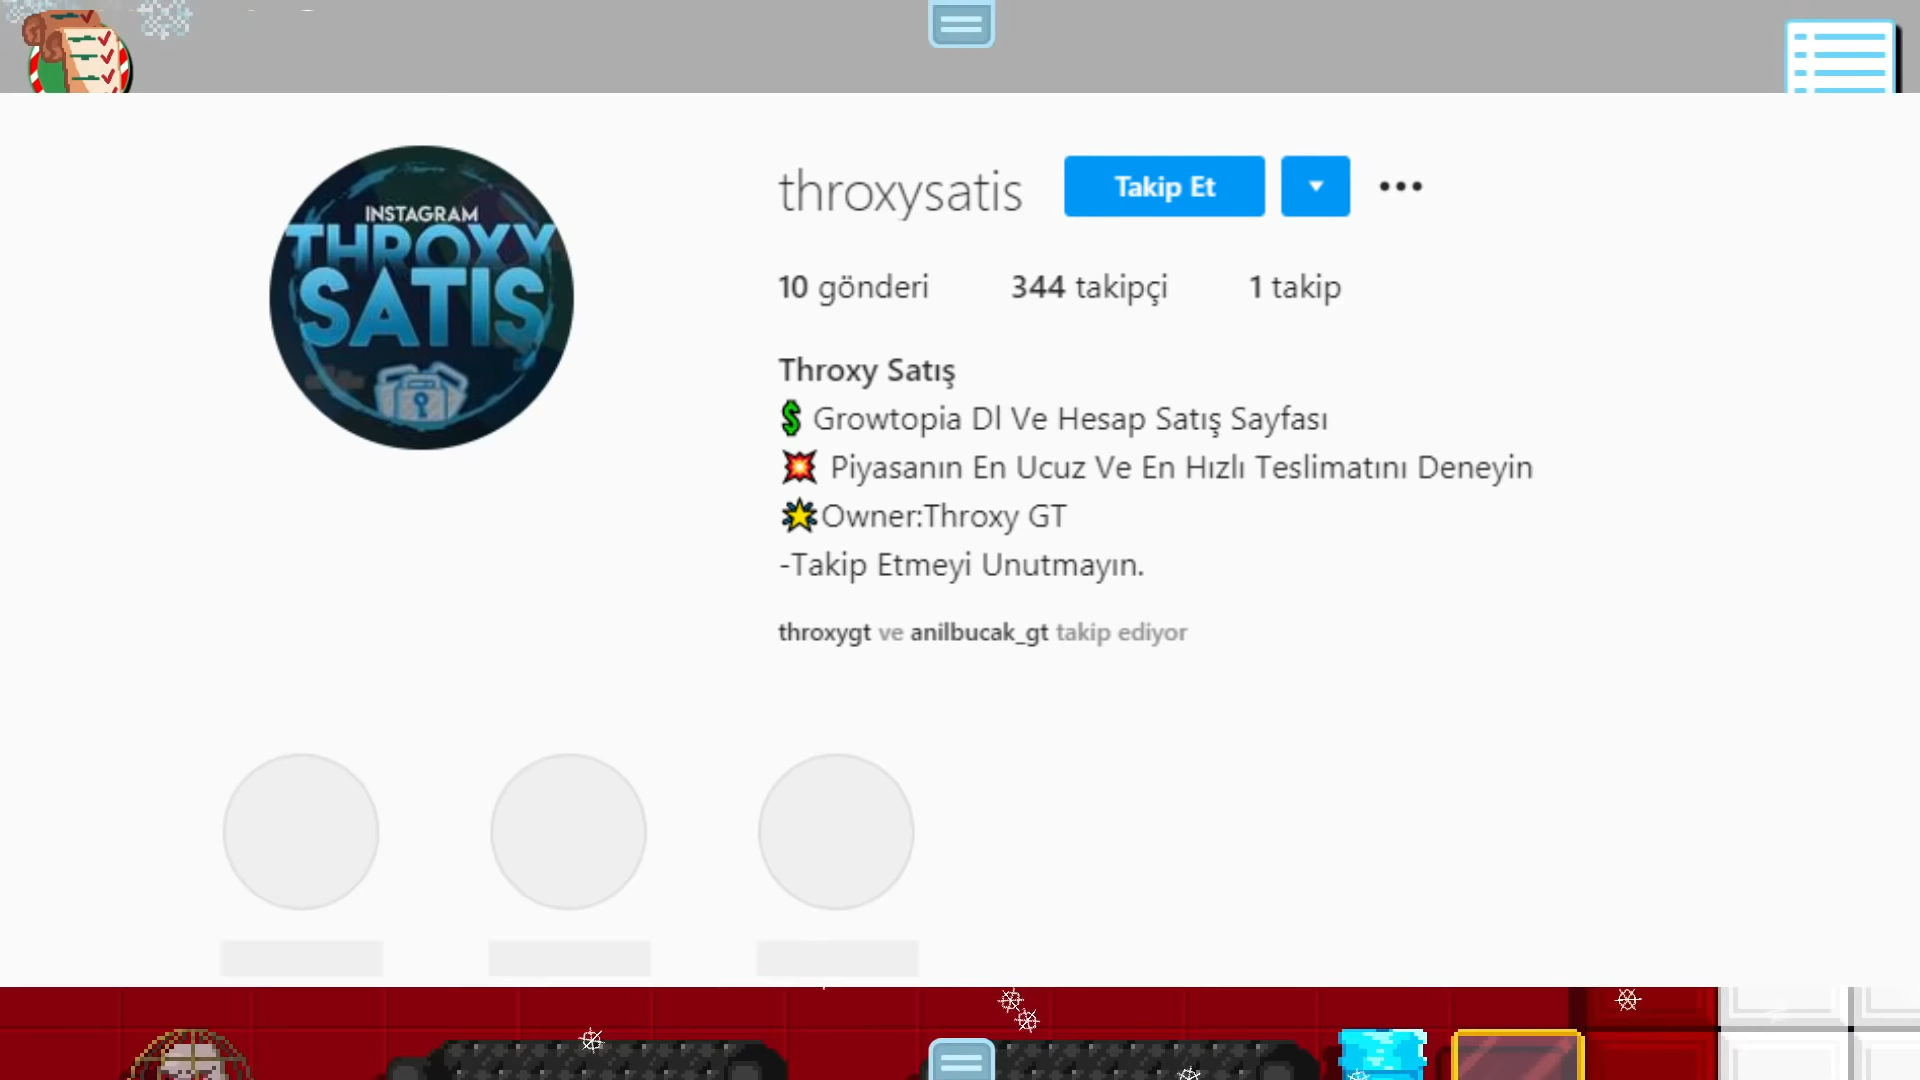 INSTAGRAM
THROXY
SATIS
throxysatis
Takip Et
10 gönderi 344 takipçi 1 takip
Throxy Satış
Growtopia Dl Ve Hesap Satış Sayfası
Piyasanın En Ucuz Ve En Hızlı Teslimatını Deneyin
Owner:Throxy GT
-Takip Etmeyi Unutmayın.
throxygt ve anilbucak_gt takip ediyor